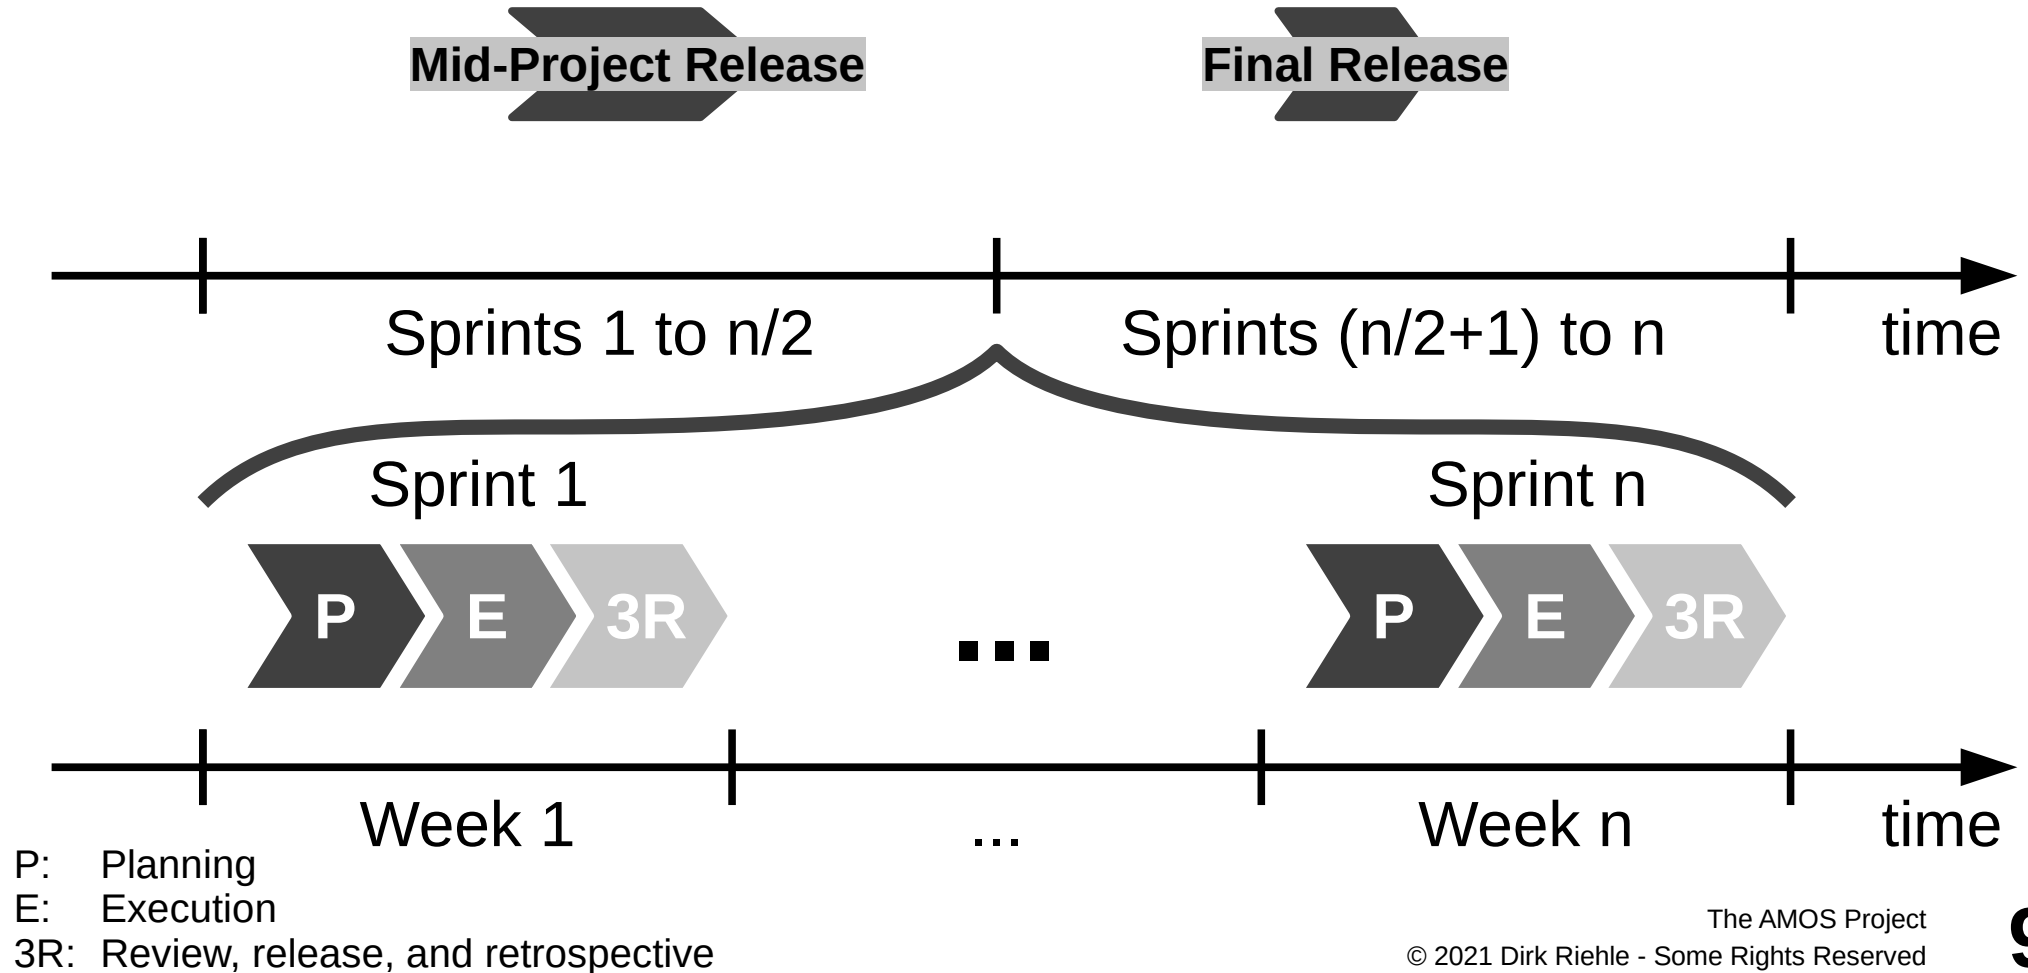 Mid-Project Release
Final Release
Sprints 1 to n/2
Sprints (n/2+1) to n
time
Sprint 1
Sprint n
P
E
3R
...
P
E
3R
Week 1
...
Week n
time
P: Planning
E: Execution
3R: Review, release, and retrospective
The AMOS Project
© 2021 Dirk Riehle - Some Rights Reserved